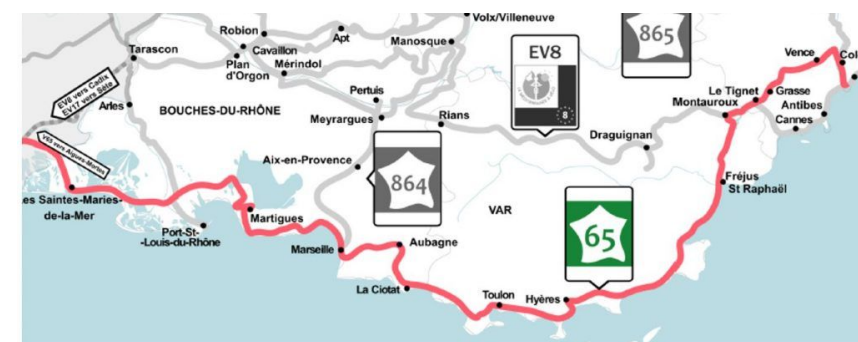 Volx/Villeneuve
Robion
Apt
Manosque
865
Tarascon
Cavaillon
EV8
Vence
Plan
d'Orgon
Mérindol
8
EV8 vers Cadix
EV17 vers Sète
Pertuis
Le Tignet
Grasse
Arles
BOUCHES-DU-RHÔNE
Montauroux
Antibes
Meyrargues
Rians
Cannes
Draguignan
V65 vers Aigues-Mortes
Aix-en-Provence
864
Fréjus
St Raphaël
es Saintes-Maries-
de-la-Mer
VAR
65
Martigues
Port-St-
-Louis-du-Rhône
Marseille
Aubagne
La Ciotat
Toulon
Hyères